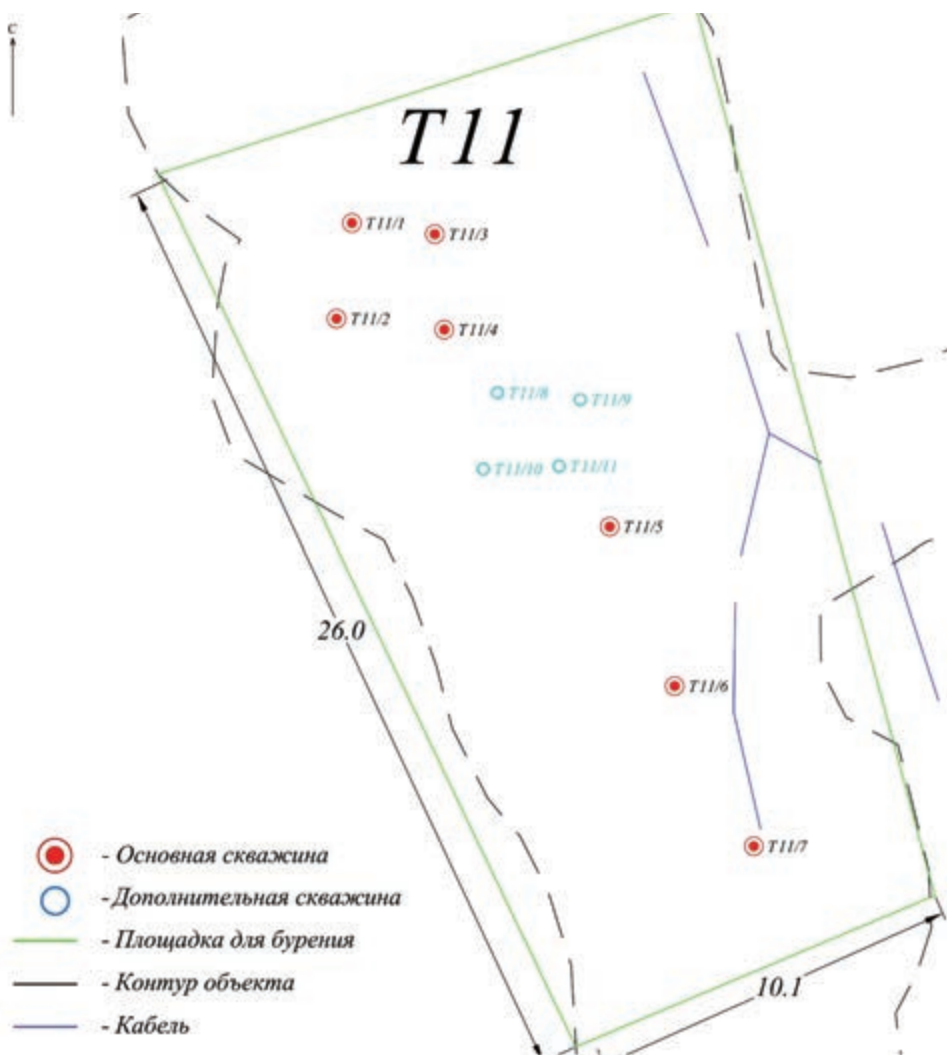 с
T11
T11/1
T11/3
T11/2
T11/4
T11/8
T11/9
T11/10
T11/11
T11/5
26.0
T11/6
T11/7
- Основная скважина
- Дополнительная скважина
- Площадка для бурения
10.1
- Контур объекта
- Кабель